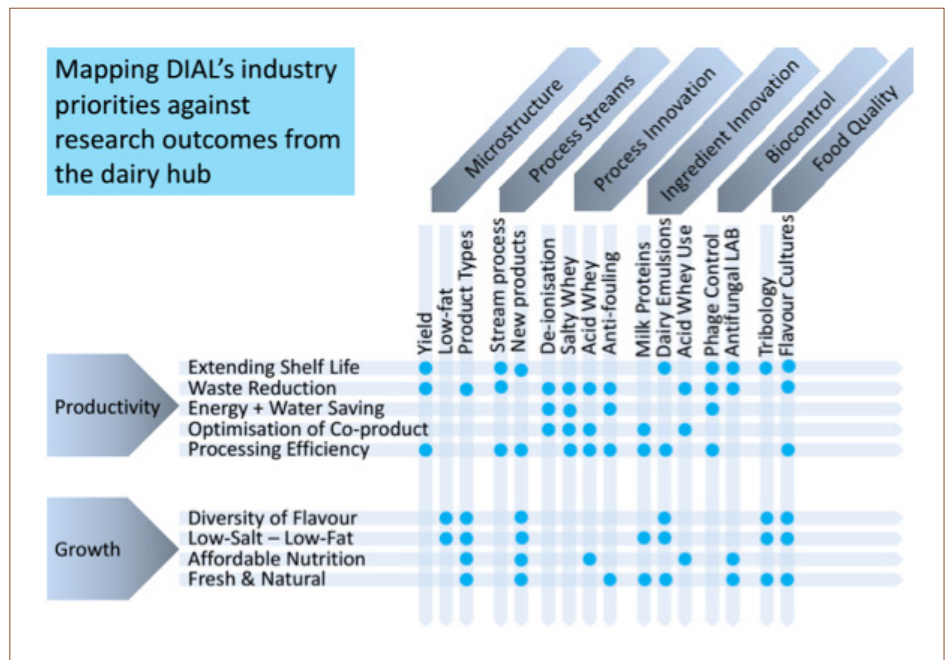 Mapping DIAL's industry
priorities against
research outcomes from
the dairy hub
Microstructure
Process Streams
Process Innovation
Ingredient Innovation
Biocontrol
Food Quality
Yield
Low-fat
Product Types
Stream process
New products
De-ionisation
Salty Whey
Acid Whey
Anti-fouling
Milk Proteins
Dairy Emulsions
Acid Whey Use
Phage Control
Antifungal LAB
Tribology
Flavour Cultures
Productivity
Extending Shelf Life
Waste Reduction
Energy + Water Saving
Optimisation of Co-product
Processing Efficiency
Growth
Diversity of Flavour
Low-Salt – Low-Fat
Affordable Nutrition
Fresh & Natural